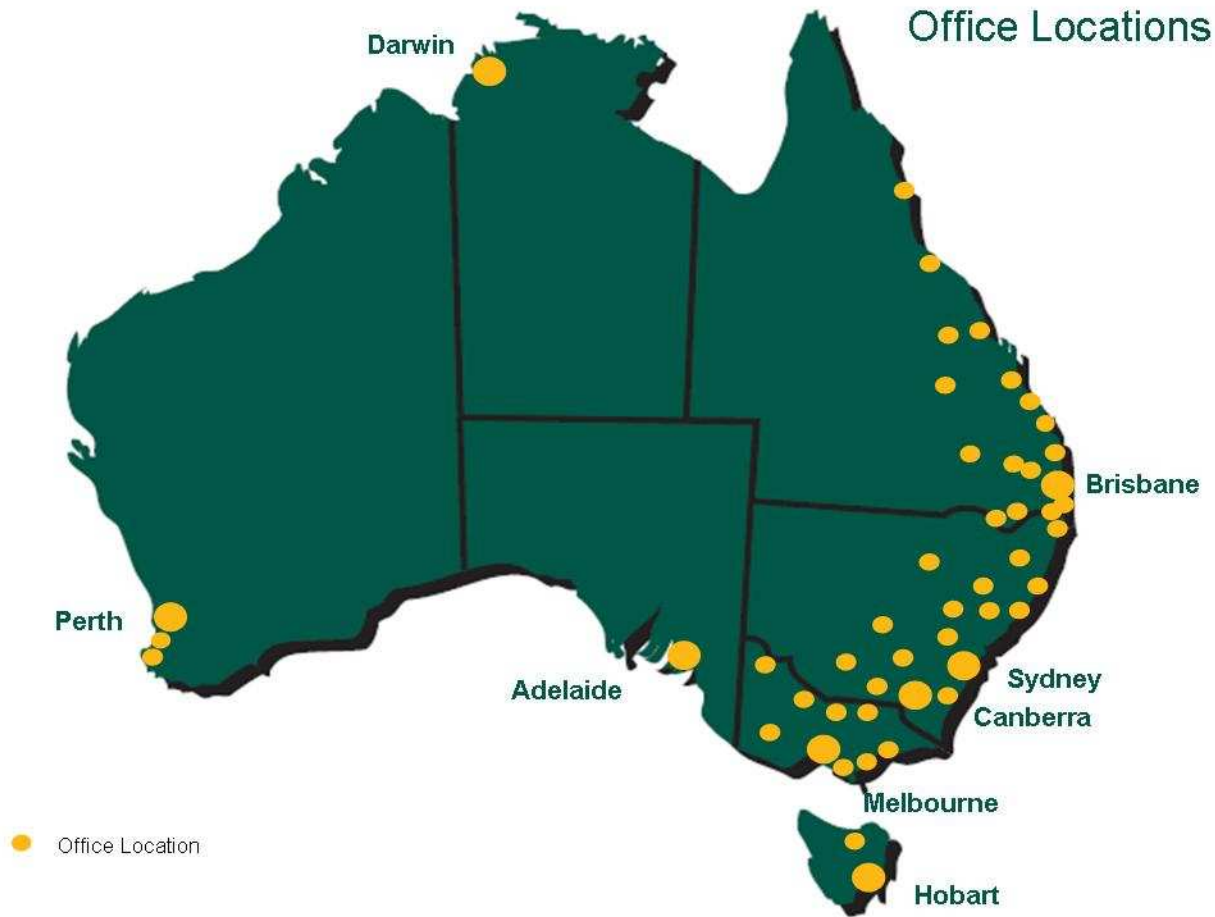 Office Locations
Darwin
Brisbane
Perth
Adelaide
Sydney
Canberra
Melbourne
Office Location
Hobart